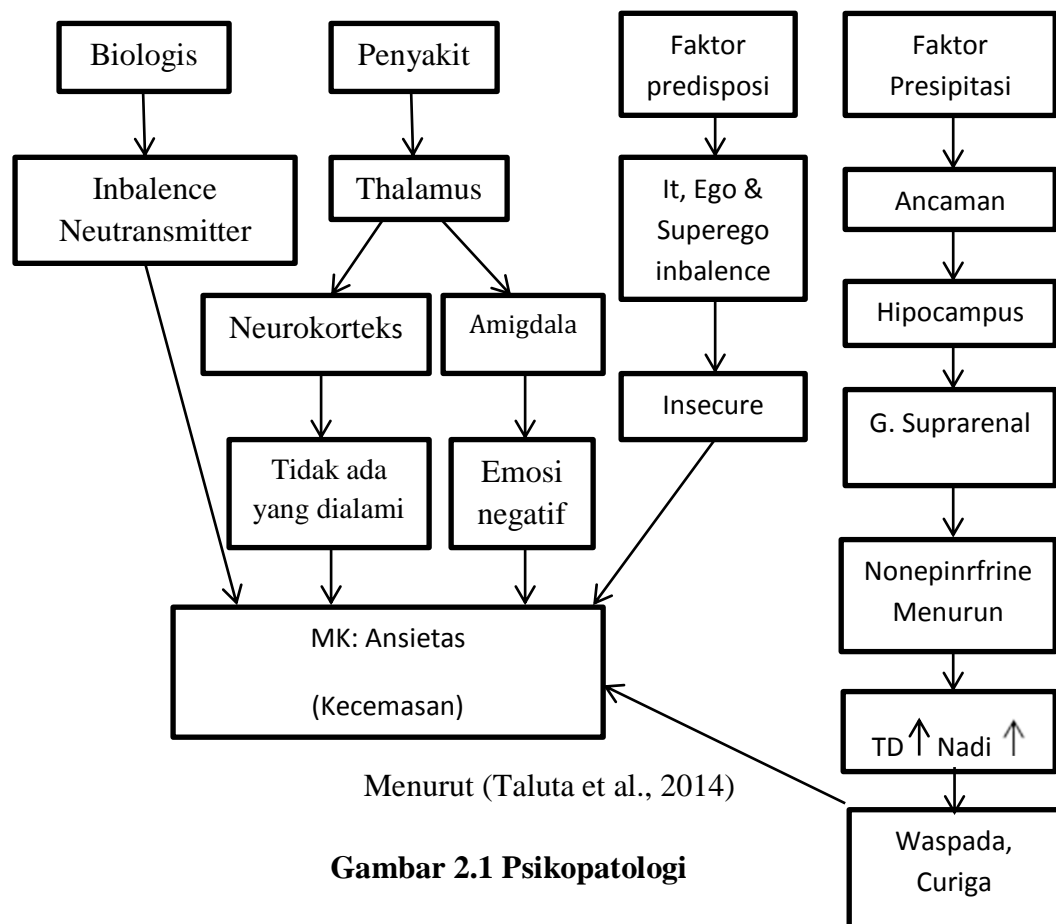 Biologis
Penyakit
Faktor
predisposi
Faktor
Presipitasi
Inbalence
Neutransmitter
Thalamus
It, Ego &
Superego
inbalence
Ancaman
Neurokorteks
Amigdala
Hipocampus
Insecure
G. Suprarenal
Tidak ada
yang dialami
Emosi
negatif
Nonepinrfrine
Menurun
MK: Ansietas
(Kecemasan)
TD↑ Nadi ↑
Menurut (Taluta et al., 2014)
Waspada,
Curiga
Gambar 2.1 Psikopatologi